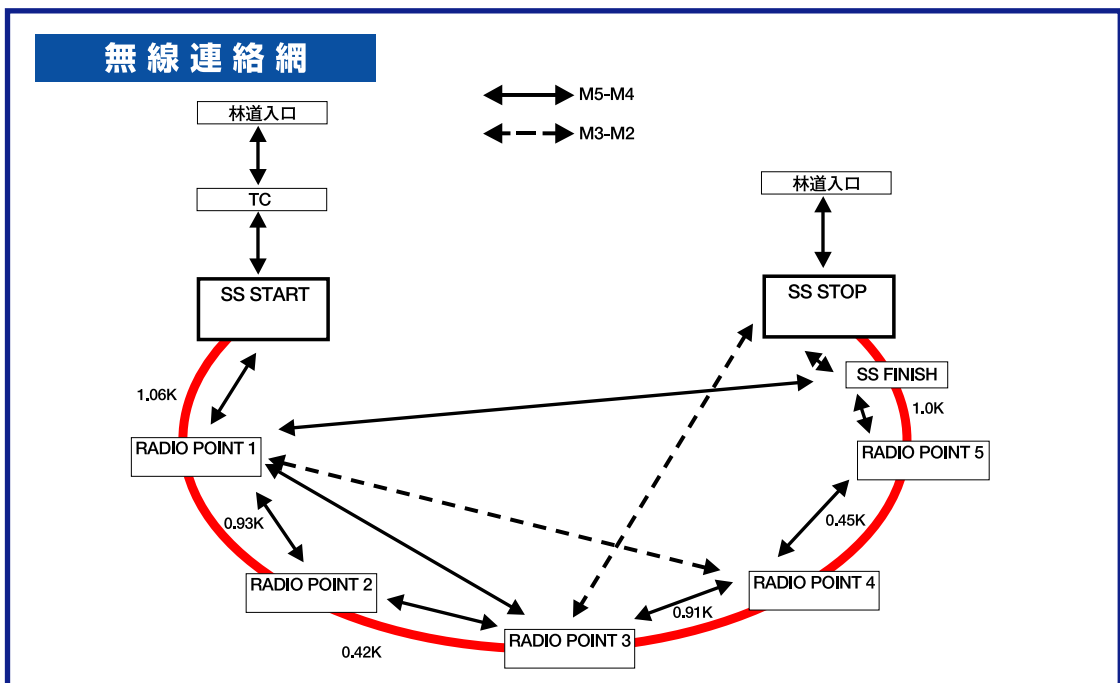 無線連絡網
M5-M4
林道入口
M3-M2
TC
林道入口
SS START
SS STOP
SS FINISH
1.06K
1.0K
RADIO POINT 1
RADIO POINT 5
0.93K
0.45K
RADIO POINT 2
RADIO POINT 4
0.91K
RADIO POINT 3
0.42K